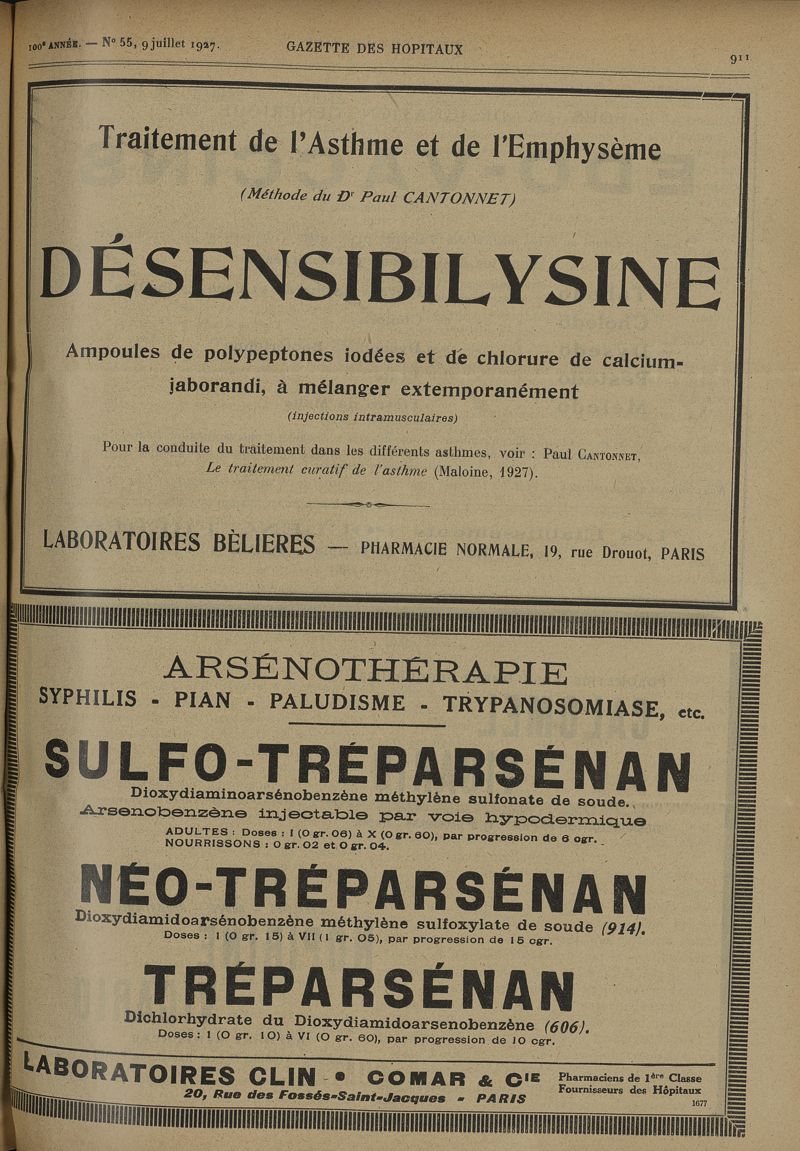 100e ANNÉE. — N° 55, 9 juillet 1927.
GAZETTE DES HOPITAUX
911
Traitement de l'Asthme et de l'Emphysème
(Méthode du Dr Paul CANTONNET)
DÉSENSIBILYSINE
Ampoules de polypeptones iodées et de chlorure de calcium-
jaborandi, à mélanger extemporanément
(injections intramusculaires)
Pour la conduite du traitement dans les différents asthmes, voir : Paul CANTONNET,
Le traitement curatif de l'asthme (Maloine, 1927).
LABORATOIRES BÈLIERES — PHARMACIE NORMALE, 19, rue Drouot, PARIS
ARSÉNOTHÉRAPIE
SYPHILIS - PIAN - PALUDISME - TRYPANOSOMIASE, etc.
SULFO-TRÉPARSÉNAN
Dioxydiaminoarsénobenzène méthylène sulfonate de soude.
Arsenobenzène injectable par voie hypodermique
ADULTES : Doses : I (0 gr. 06) à X (0 gr. 60), par progression de 6 ogr.
NOURRISSONS : 0 gr. 02 et 0 gr. 04.
NÉO-TRÉPARSÉNAN
Dioxydiamidoarsénobenzène méthylène sulfoxylate de soude (914).
Doses : I (0 gr. 15) à VII (1 gr. 05), par progression de 15 cgr.
TRÉPARSÉNAN
Dichlorhydrate du Dioxydiamidoarsenobenzène (606).
Doses : I (0 gr. 10) à VI (0 gr. 60), par progression de 10 cgr.
LABORATOIRES CLIN • COMAR & CIE
20, Rue des Fossés-Saint-Jacques - PARIS
Pharmaciens de 1ère Classe
Fournisseurs des Hôpitaux
1677